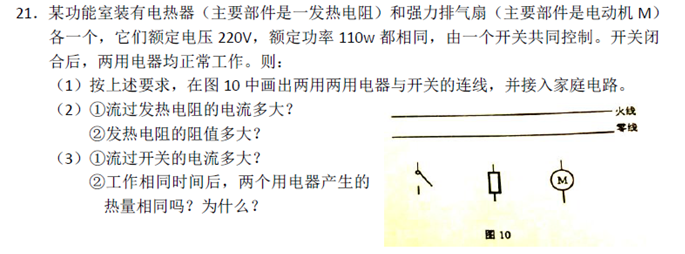 21. 某功能室装有电热器（主要部件是一发热电阻）和强力排气扇（主要部件是电动机 M）
各一个，它们额定电压 220V，额定功率 110w 都相同，由一个开关共同控制。开关闭
合后，两用电器均正常工作。则：
（1）按上述要求，在图 10 中画出两用两用电器与开关的连线，并接入家庭电路。
（2）①流过发热电阻的电流多大？
②发热电阻的阻值多大？
（3）①流过开关的电流多大？
②工作相同时间后，两个用电器产生的
热量相同吗？为什么？
火线
零线
M
图 10